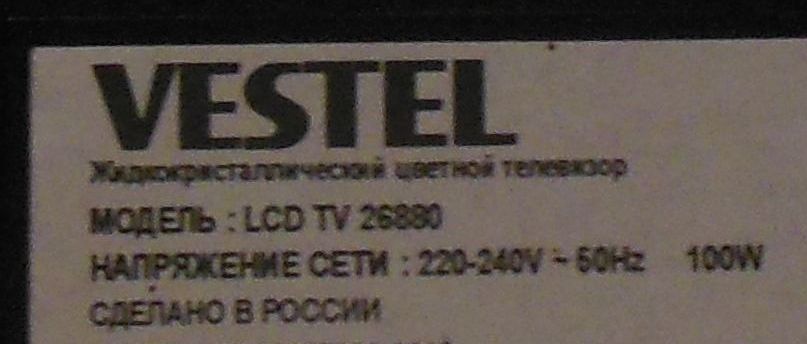 VESTEL
Жидкокристаллический цветной телевизор
МОДЕЛЬ : LCD TV 26880
НАПРЯЖЕНИЕ СЕТИ : 220-240V ~ 50Hz 100W
СДЕЛАНО В РОССИИ